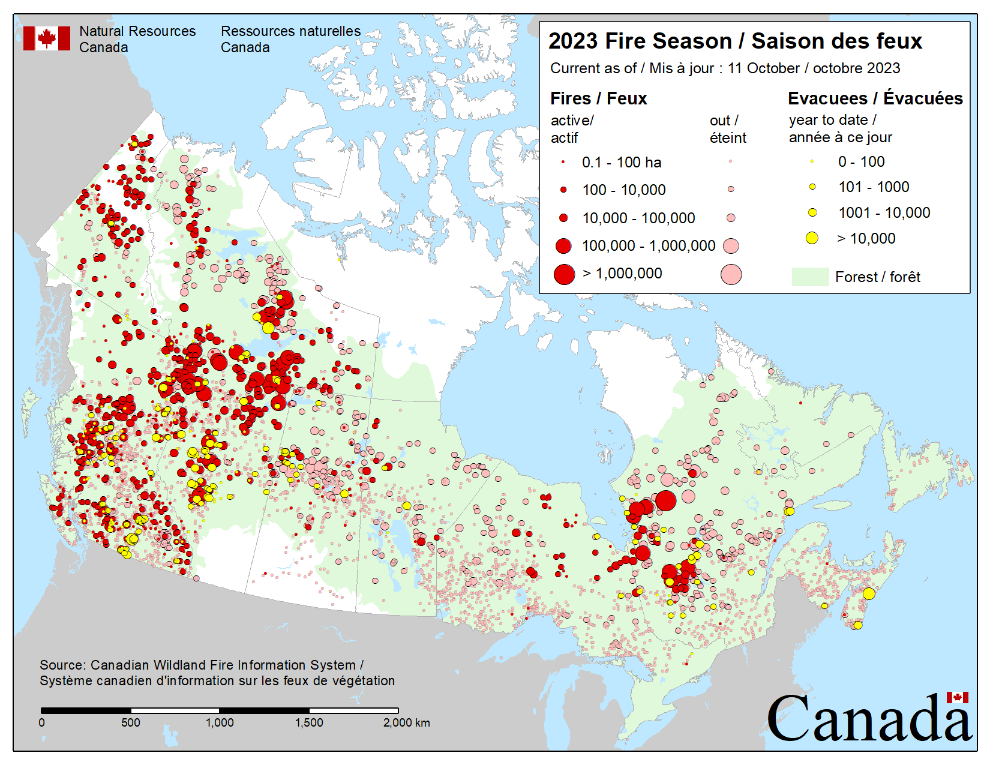 Natural Resources Ressources naturelles
Canada Canada
2023 Fire Season / Saison des feux
Current as of / Mis à jour : 11 October / octobre 2023
Fires / Feux Evacuees / Évacuées
active/ out / year to date /
actif éteint année à ce jour
0.1 - 100 ha 0 - 100
100 - 10,000 101 - 1000
10,000 - 100,000 1001 - 10,000
100,000 - 1,000,000 > 10,000
> 1,000,000 Forest / forêt
Source: Canadian Wildland Fire Information System /
Système canadien d'information sur les feux de végétation
0 500 1,000 1,500 2,000 km
Canada